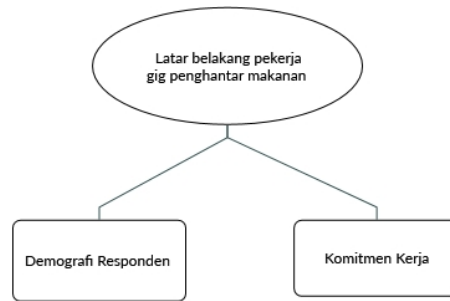 Latar belakang pekerja
gig penghantar makanan
Demografi Responden
Komitmen Kerja